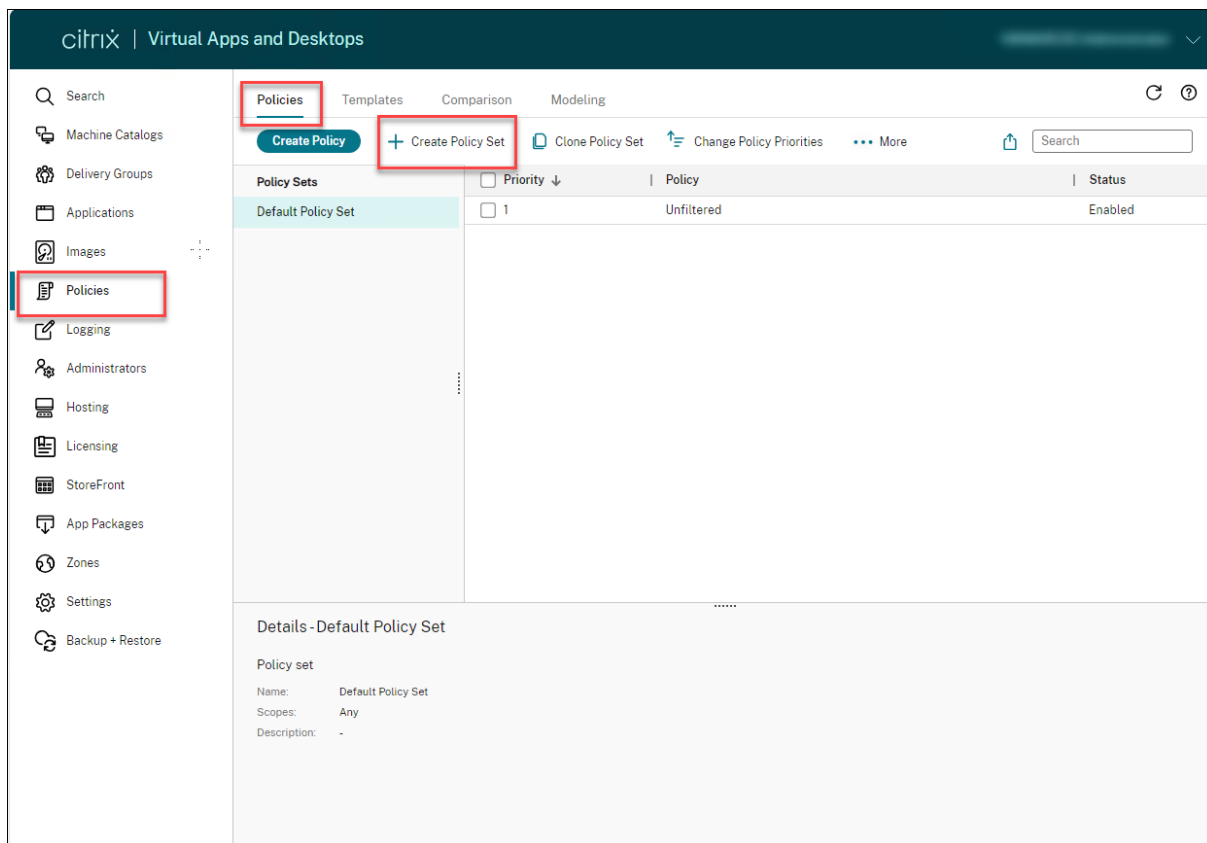 citrix | Virtual Apps and Desktops
Search
Machine Catalogs
Delivery Groups
Applications
Images
Policies
Logging
Administrators
Hosting
Licensing
StoreFront
App Packages
Zones
Settings
Backup + Restore
Policies Templates Comparison Modeling
Create Policy Create Policy Set Clone Policy Set Change Policy Priorities More Search
Policy Sets
Default Policy Set
Priority Policy Status
1 Unfiltered Enabled
Details - Default Policy Set
Policy set
Name: Default Policy Set
Scopes: Any
Description: -